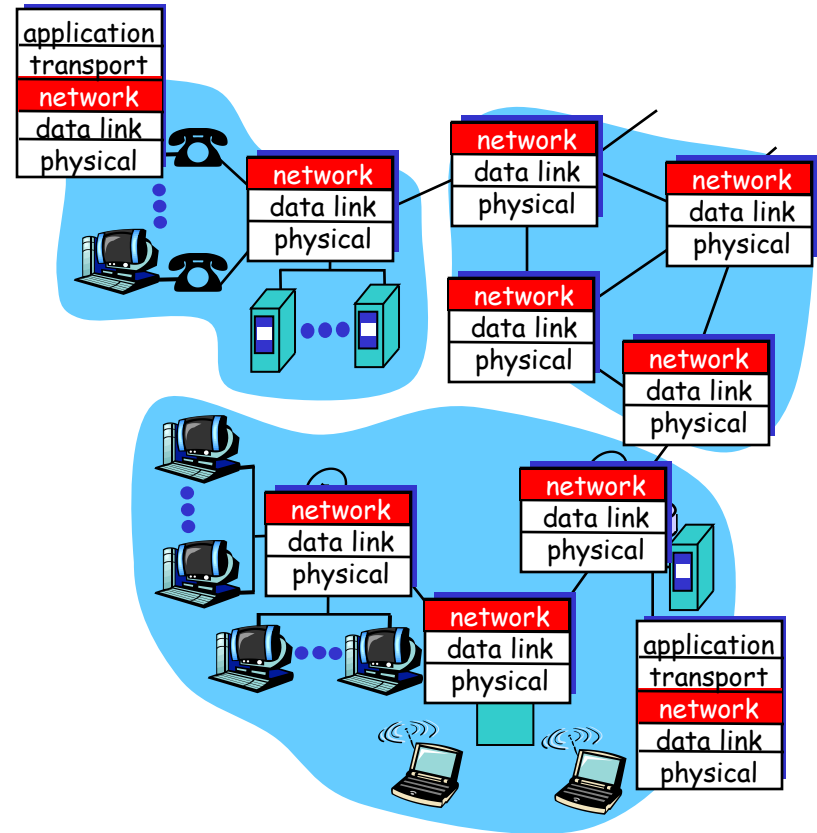 application
transport
network
data link
physical
network
data link
physical
network
data link
physical
network
data link
physical
network
data link
physical
network
data link
physical
network
data link
physical
network
data link
physical
network
data link
physical
application
transport
network
data link
physical